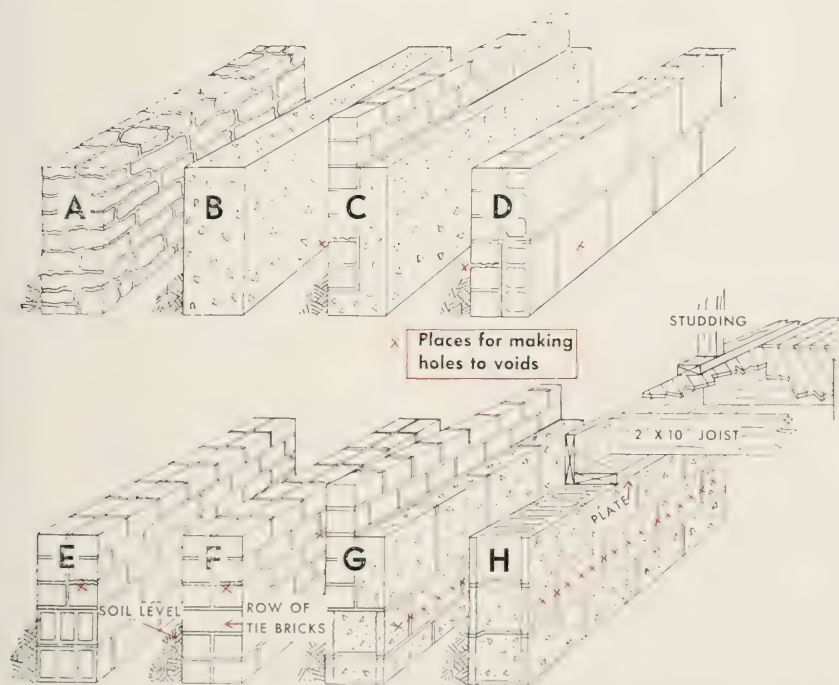 A
B
C
D
STUDDING
x Places for making
holes to voids
2" X 10" JOIST
PLATE
E
F
G
H
SOIL LEVEL
ROW OF
TIE BRICKS